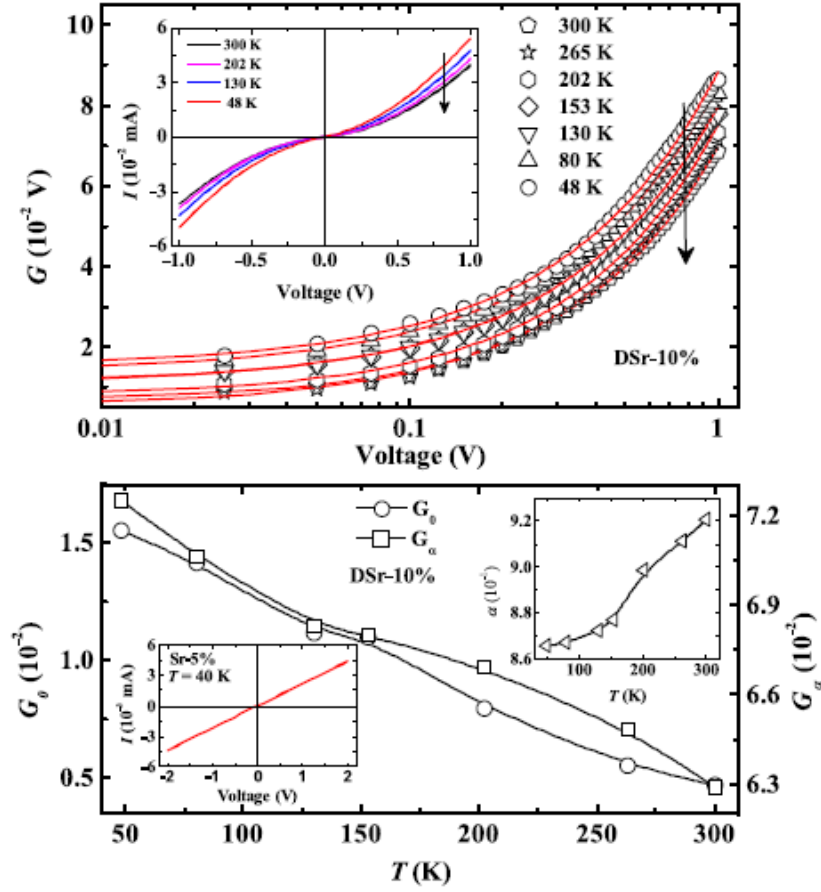 6
3
0
−3
−6
I (10⁻² mA)
300 K
202 K
130 K
48 K
−1.0 −0.5 0.0 0.5 1.0
Voltage (V)
300 K
265 K
202 K
153 K
130 K
80 K
48 K
10
8
6
4
2
G (10⁻² V)
DSr-10%
0.01 0.1 1
Voltage (V)
G₀
Gα
DSr-10%
1.5
1.0
0.5
G₀ (10⁻²)
7.2
6.9
6.6
6.3
Gα (10⁻²)
9.2
9.0
8.8
8.6
α (10⁻¹)
100 200 300
T (K)
6
3
0
−3
−6
Sr-5%
T = 40 K
−2 −1 0 1 2
Voltage (V)
50 100 150 200 250 300
T (K)